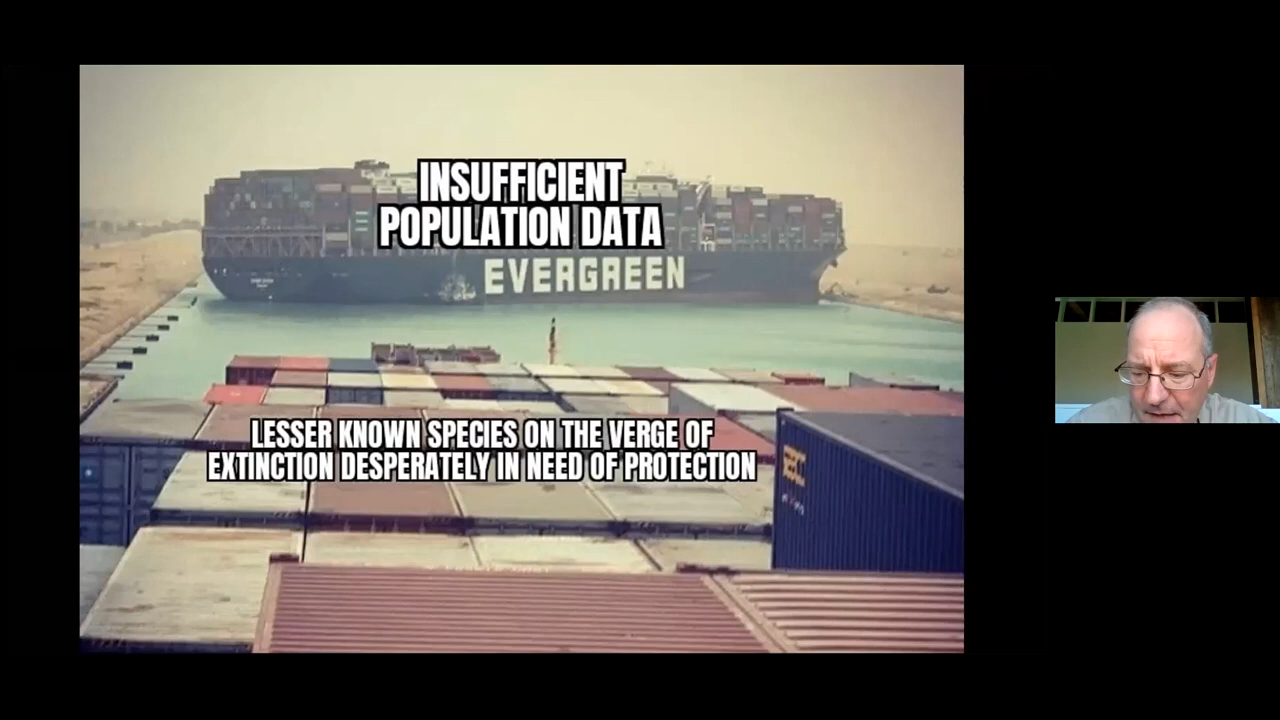 INSUFFICIENT
POPULATION DATA
EVERGREEN
LESSER KNOWN SPECIES ON THE VERGE OF
EXTINCTION DESPERATELY IN NEED OF PROTECTION